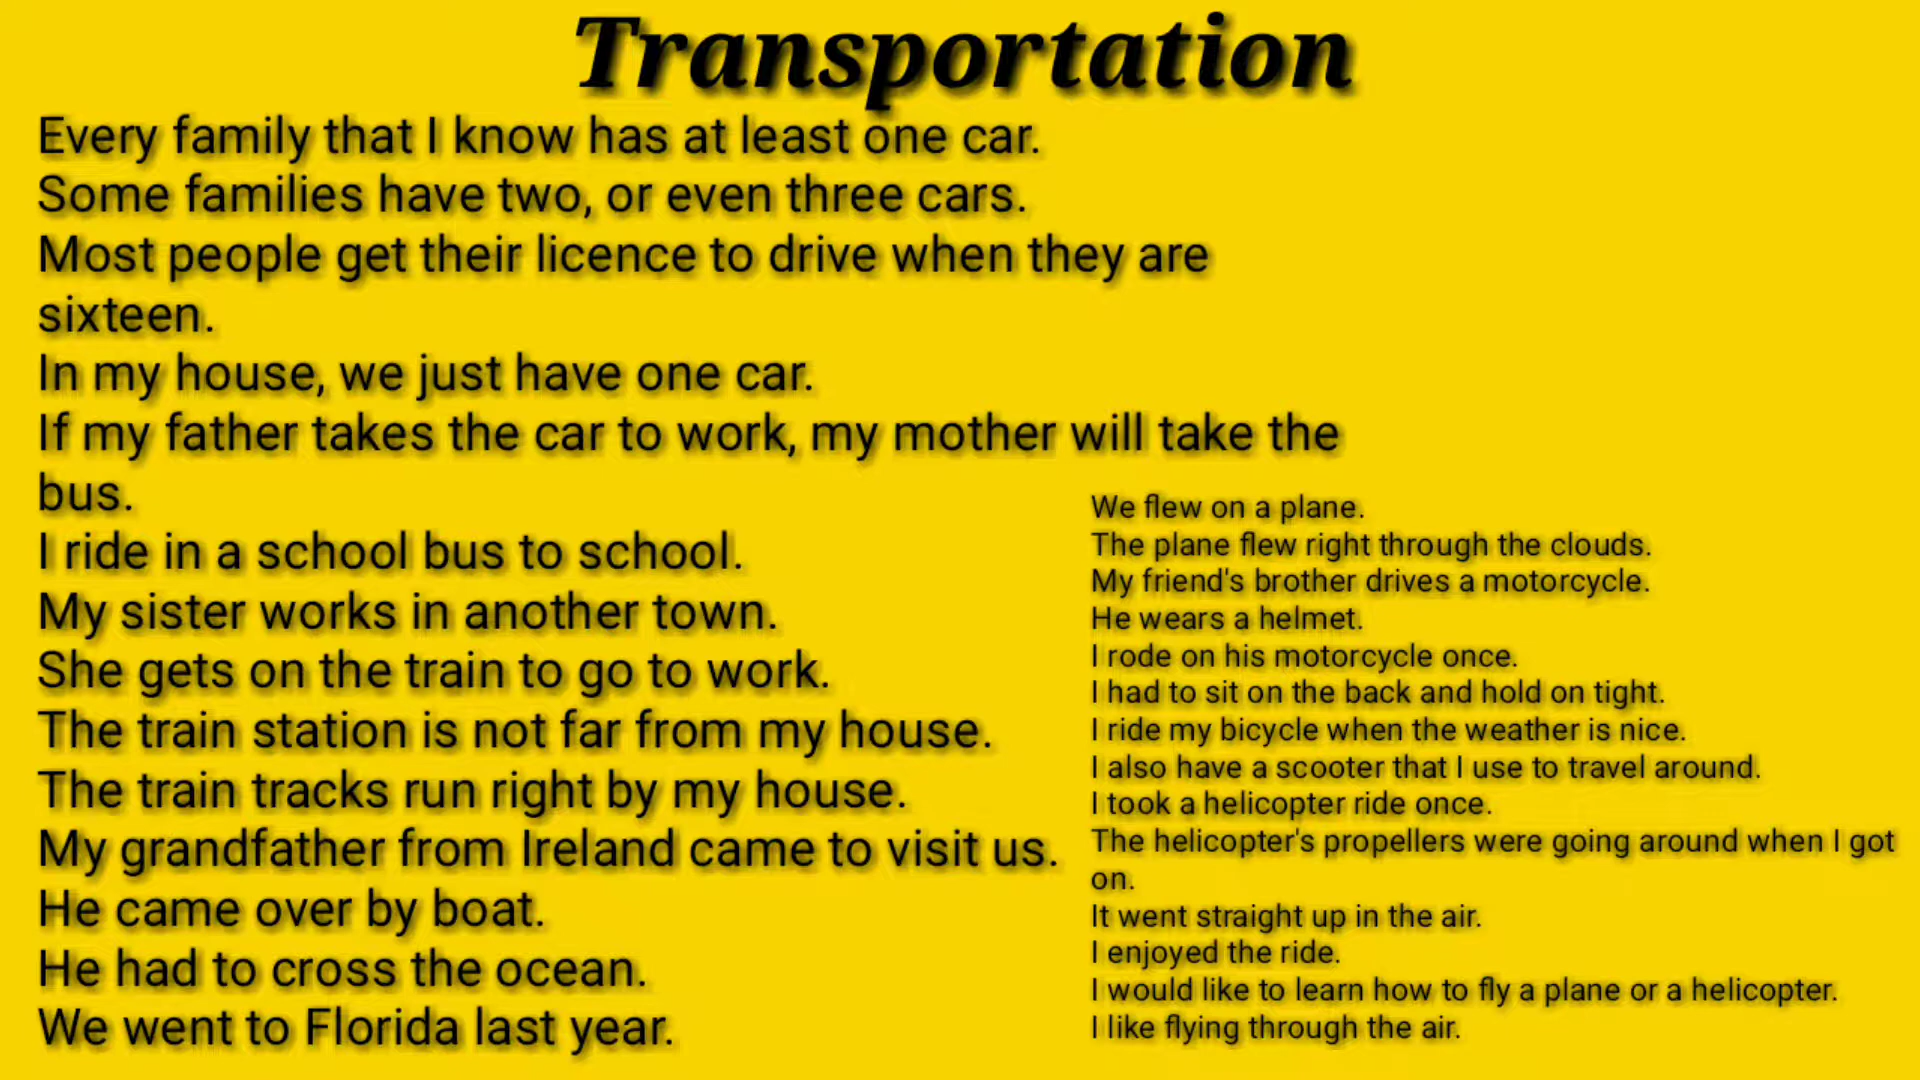 Transportation
Every family that I know has at least one car.
Some families have two, or even three cars.
Most people get their licence to drive when they are
sixteen.
In my house, we just have one car.
If my father takes the car to work, my mother will take the
bus.
I ride in a school bus to school.
My sister works in another town.
She gets on the train to go to work.
The train station is not far from my house.
The train tracks run right by my house.
My grandfather from Ireland came to visit us.
He came over by boat.
He had to cross the ocean.
We went to Florida last year.
We flew on a plane.
The plane flew right through the clouds.
My friend's brother drives a motorcycle.
He wears a helmet.
I rode on his motorcycle once.
I had to sit on the back and hold on tight.
I ride my bicycle when the weather is nice.
I also have a scooter that I use to travel around.
I took a helicopter ride once.
The helicopter's propellers were going around when I got
on.
It went straight up in the air.
I enjoyed the ride.
I would like to learn how to fly a plane or a helicopter.
I like flying through the air.